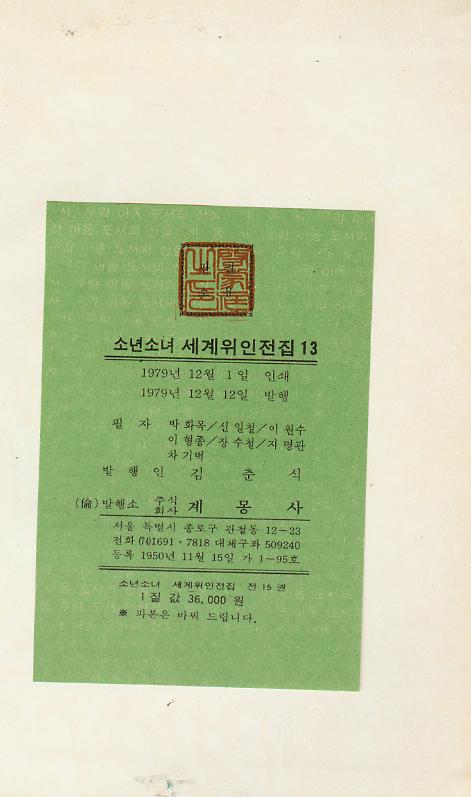 소년소녀 세계위인전집 13
1979년 12월 1일 인쇄
1979년 12월 12일 발행
필 자 박화목/신일철/이원수
이형종/장수철/지명관
차기벽
발 행 인 김 춘 식
(倫) 발행소 주식회사 계 몽 사
서울 특별시 종로구 관철동 12-23
전화 (70)1691·7818 대체구좌 509240
등록 1950년 11월 15일 가 1-95호
소년소녀 세계위인전집 전 15 권
1 질 값 36,000 원
※ 파본은 바꿔 드립니다.